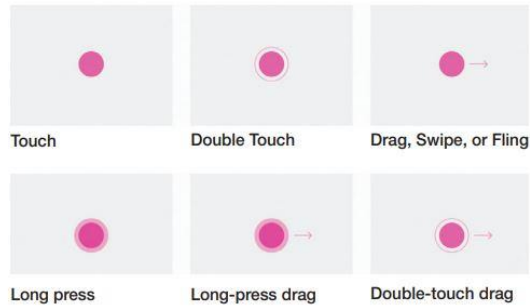 Touch
Double Touch
Drag, Swipe, or Fling
Long press
Long-press drag
Double-touch drag